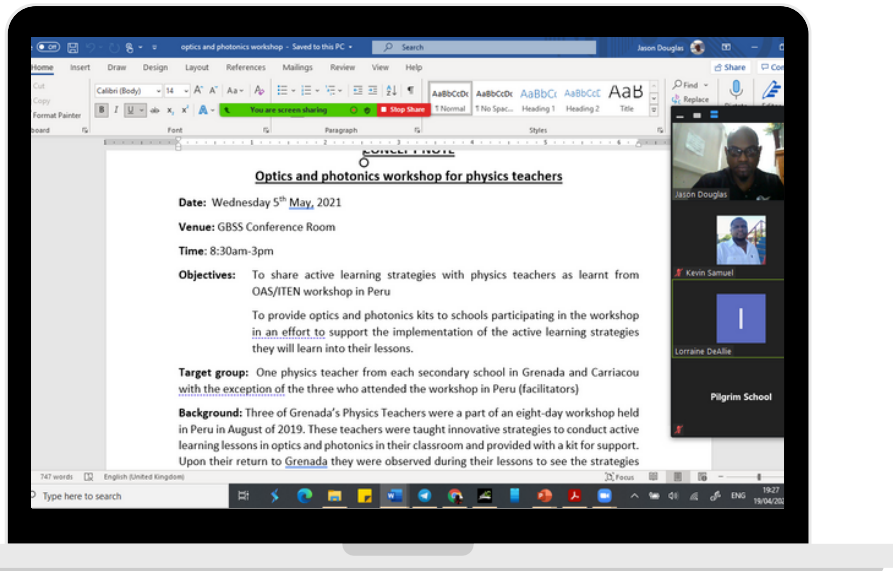 Off
optics and photonics workshop - Saved to this PC
Search
Jason Douglas
Home Insert Draw Design Layout References Mailings Review View Help
Share
Cut
Copy
Format Painter
Calibri (Body) 14
Find
Replace
AaBbCcDc AaBbCcDc AaBbCc AaBbCcC AaB
1 Normal 1 No Spac... Heading 1 Heading 2 Title
You are screen sharing
Stop Share
Font Paragraph Styles
CONCEPT NOTE
Optics and photonics workshop for physics teachers
Date: Wednesday 5th May, 2021
Venue: GBSS Conference Room
Time: 8:30am-3pm
Objectives: To share active learning strategies with physics teachers as learnt from
OAS/ITEN workshop in Peru
To provide optics and photonics kits to schools participating in the workshop
in an effort to support the implementation of the active learning strategies
they will learn into their lessons.
Target group: One physics teacher from each secondary school in Grenada and Carriacou
with the exception of the three who attended the workshop in Peru (facilitators)
Background: Three of Grenada's Physics Teachers were a part of an eight-day workshop held
in Peru in August of 2019. These teachers were taught innovative strategies to conduct active
learning lessons in optics and photonics in their classroom and provided with a kit for support.
Upon their return to Grenada they were observed during their lessons to see the strategies
Jason Douglas
Kevin Samuel
I
Lorraine DeAllie
Pilgrim School
747 words English (United Kingdom)
Focus
Type here to search
ENG
19:27
19/04/202